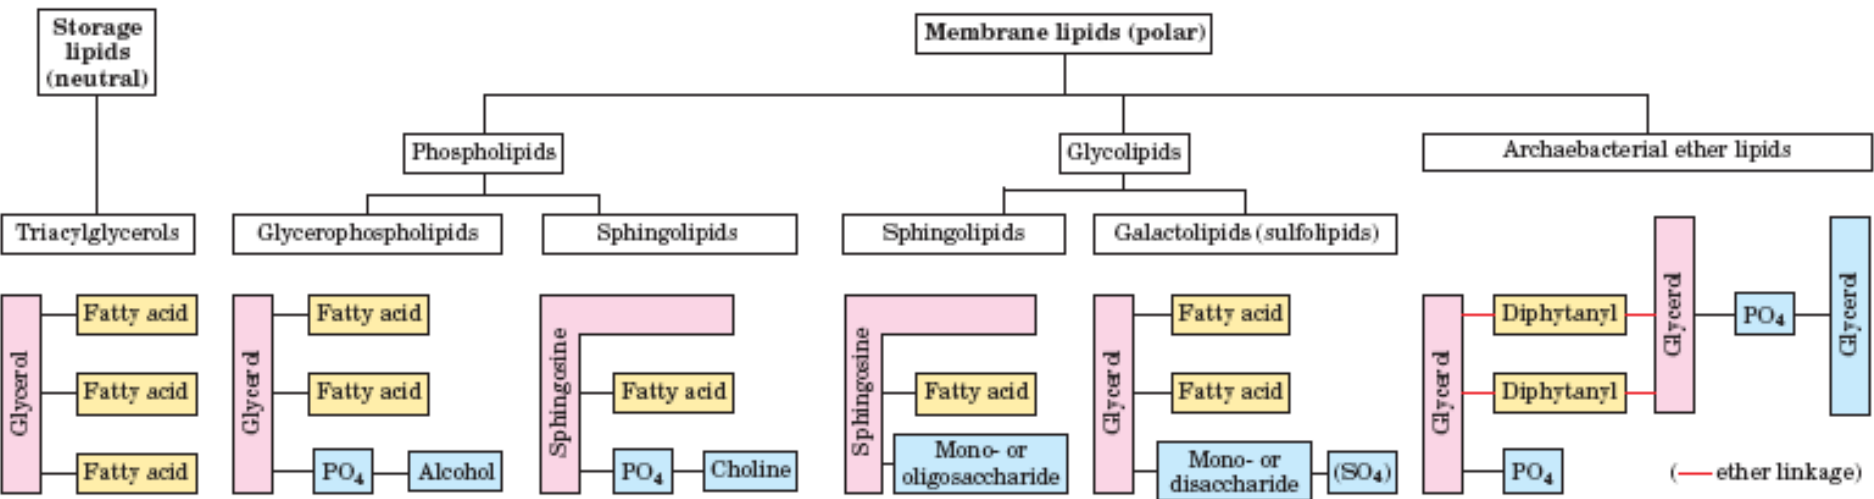 Storage
lipids
(neutral)
Membrane lipids (polar)
Phospholipids
Glycolipids
Archaebacterial ether lipids
Triacylglycerols
Glycerophospholipids
Sphingolipids
Sphingolipids
Galactolipids (sulfolipids)
Glycerol
Fatty acid
Fatty acid
Fatty acid
Glycerol
Fatty acid
Fatty acid
PO4
Alcohol
Sphingosine
Fatty acid
PO4
Choline
Sphingosine
Fatty acid
Mono- or
oligosaccharide
Glycerol
Fatty acid
Fatty acid
Mono- or
disaccharide
(SO4)
Glycerol
Diphytanyl
Diphytanyl
PO4
Glycerol
PO4
Glycerol
(— ether linkage)